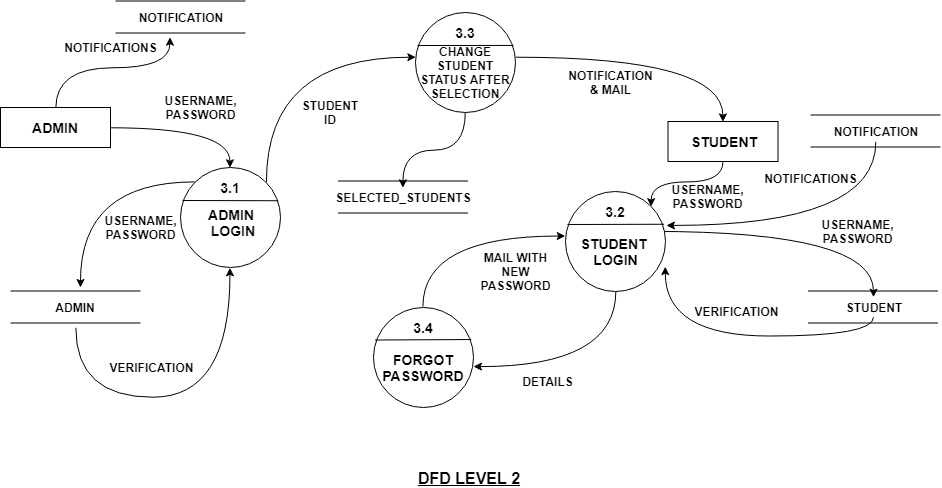 NOTIFICATION
NOTIFICATIONS
ADMIN
USERNAME,
PASSWORD
3.1
ADMIN
LOGIN
USERNAME,
PASSWORD
ADMIN
VERIFICATION
STUDENT
ID
3.3
CHANGE
STUDENT
STATUS AFTER
SELECTION
SELECTED_STUDENTS
NOTIFICATION
& MAIL
STUDENT
USERNAME,
PASSWORD
NOTIFICATION
NOTIFICATIONS
3.2
STUDENT
LOGIN
USERNAME,
PASSWORD
STUDENT
VERIFICATION
MAIL WITH
NEW
PASSWORD
3.4
FORGOT
PASSWORD
DETAILS
DFD LEVEL 2